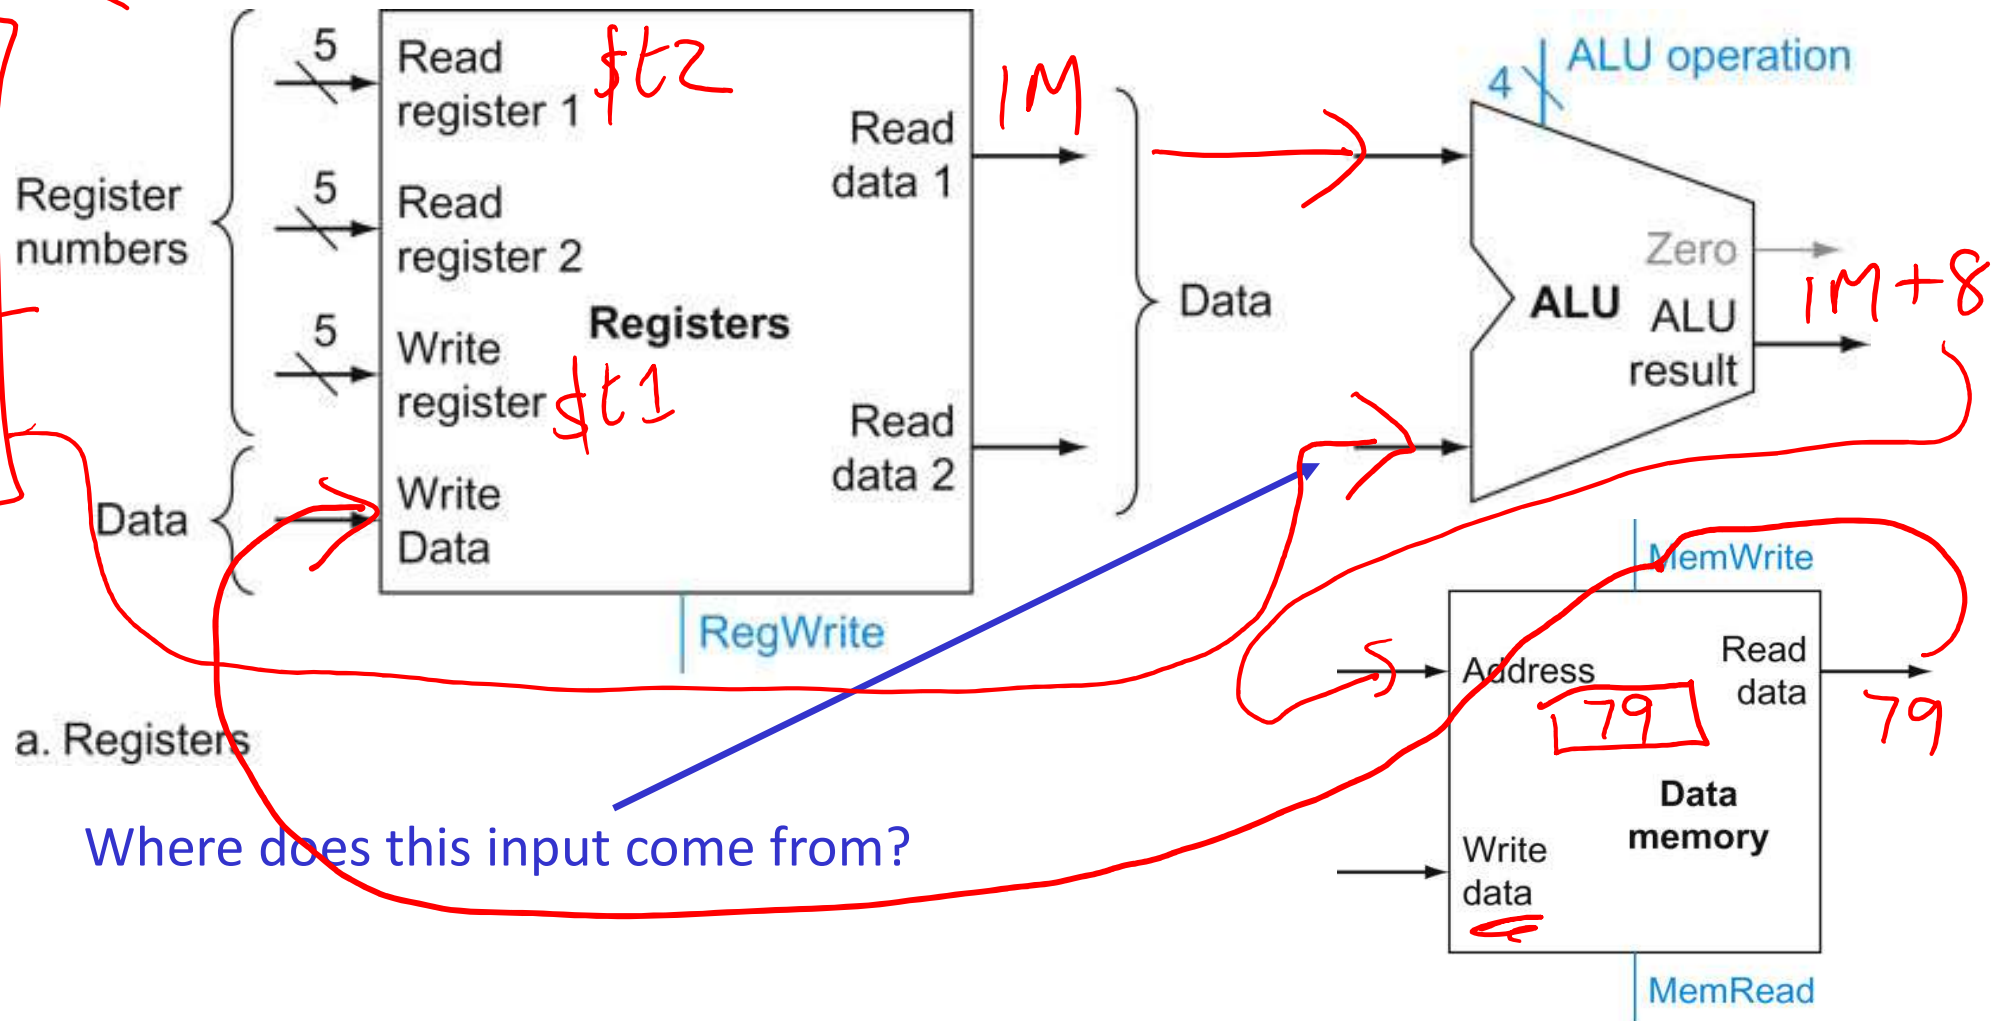 5
Read
register 1
$t2
5
Read
register 2
Register
numbers
5
Write
register
$t1
Registers
Data
Write
Data
Read
data 1
1M
Read
data 2
Data
RegWrite
4
ALU operation
Zero
ALU
ALU
result
1M+8
MemWrite
Address
Read
data
79
79
Data
memory
Write
data
MemRead
a. Registers
Where does this input come from?